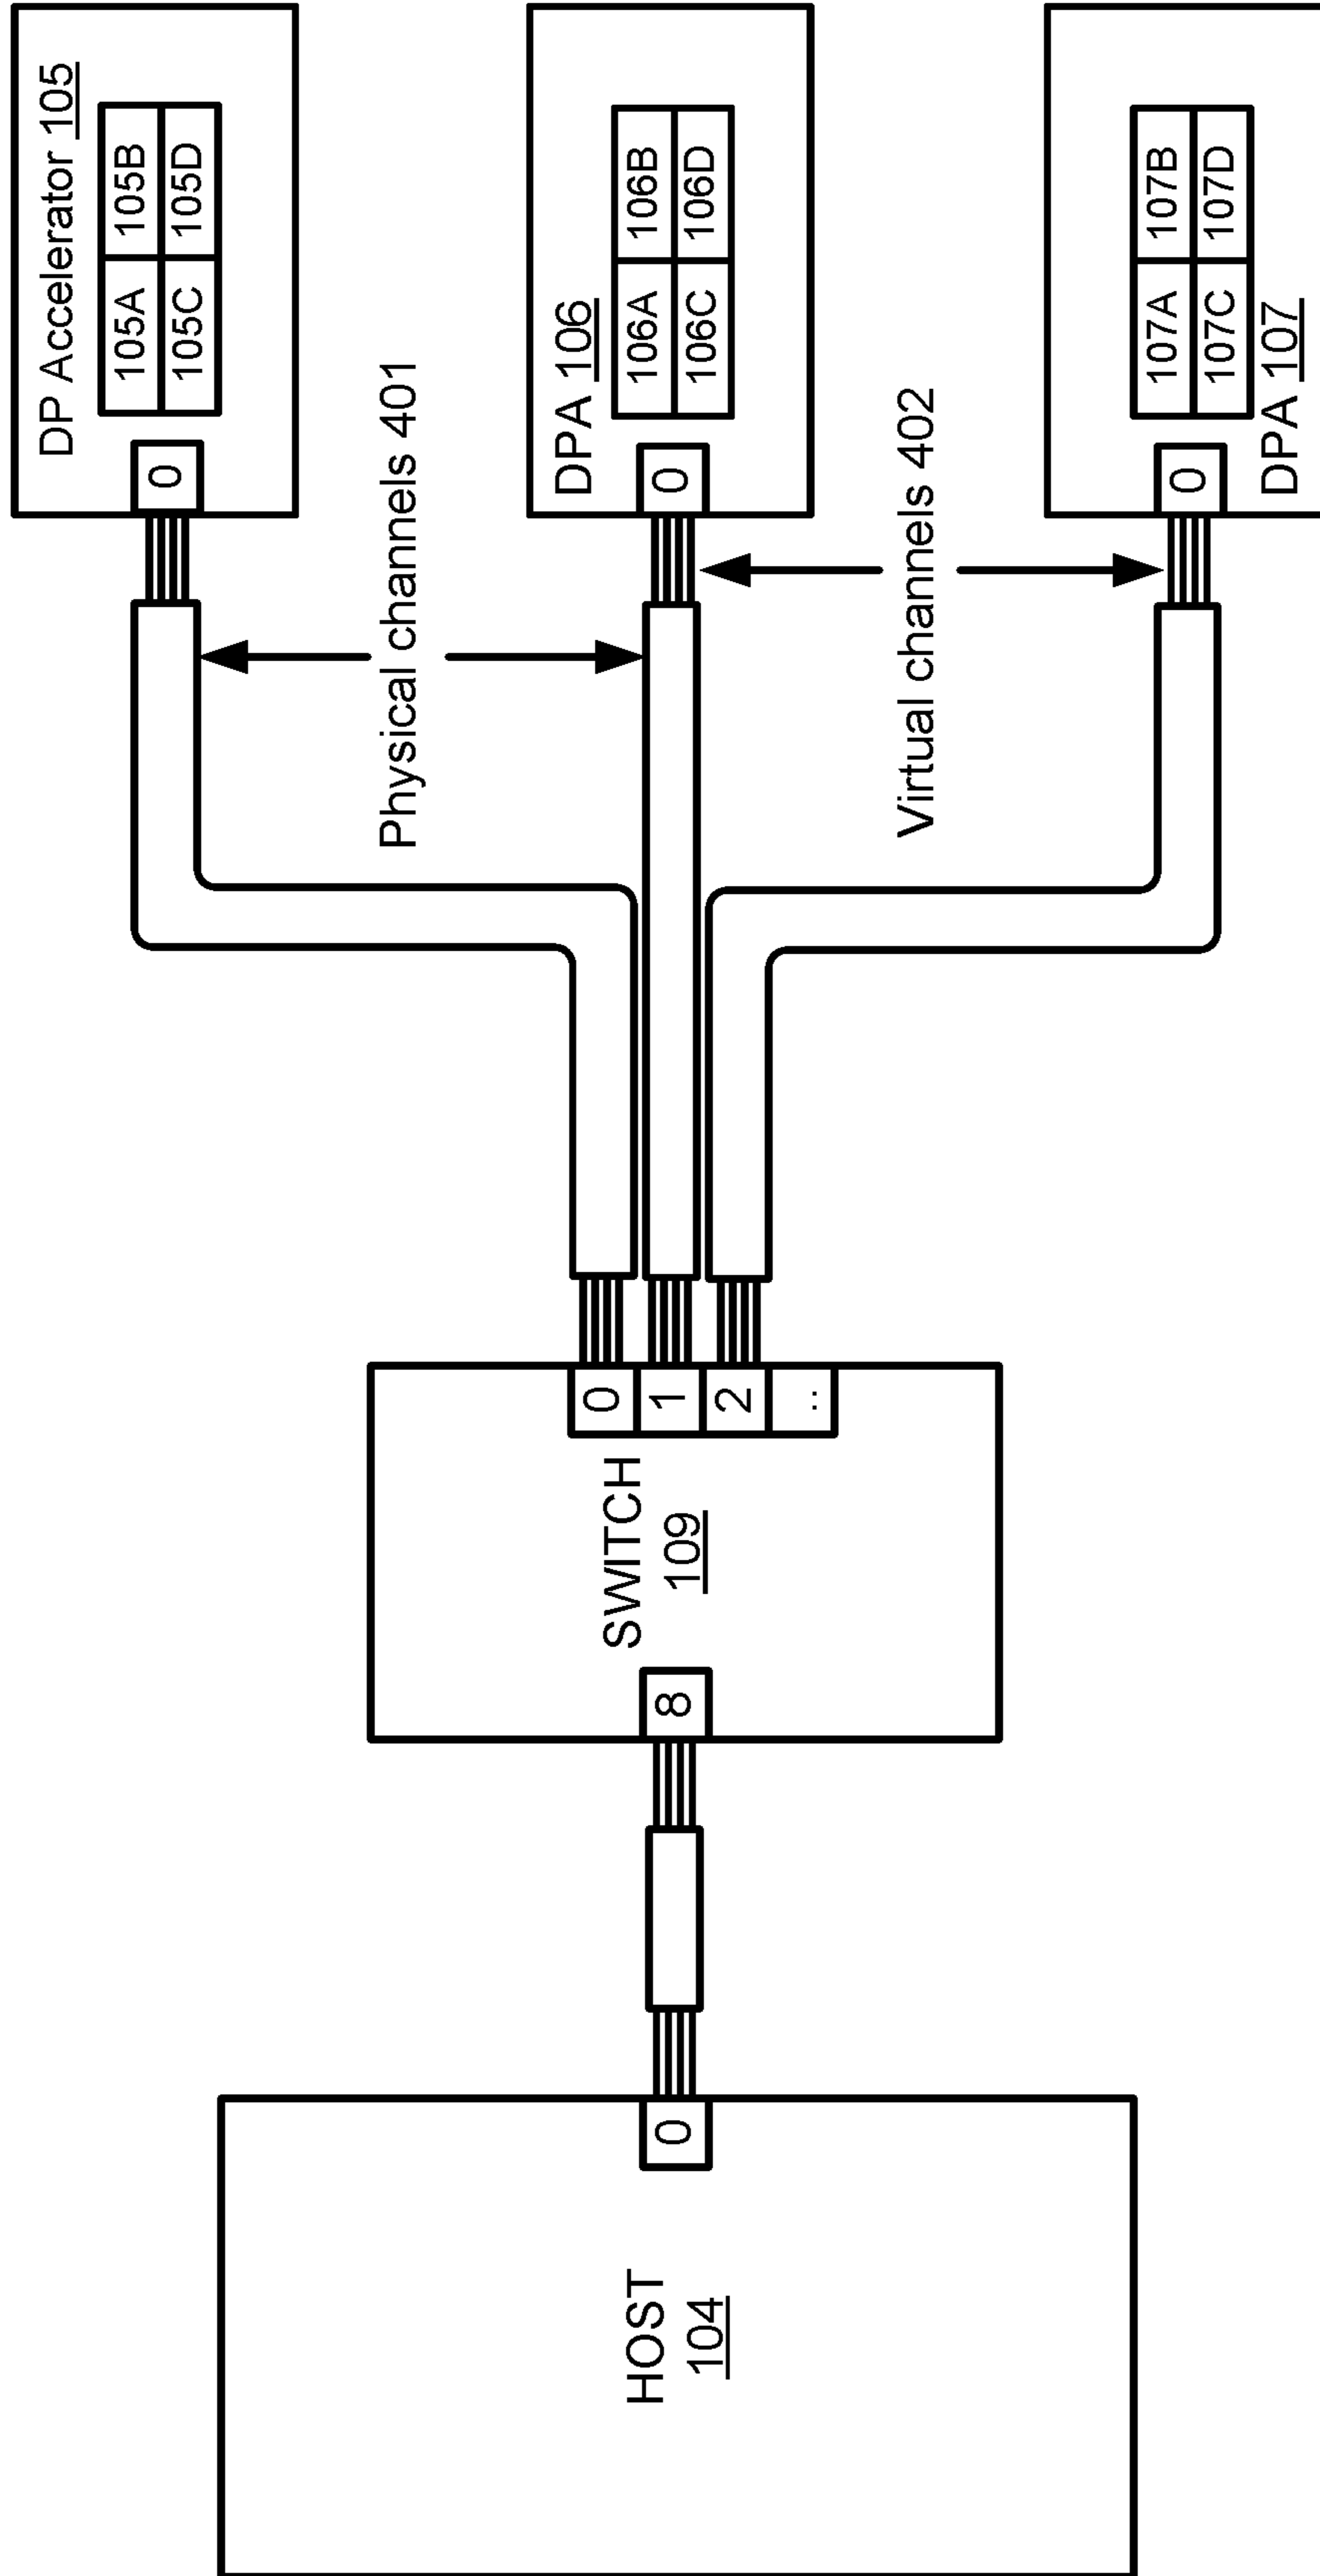 HOST
104
0
8
SWITCH
109
0
1
2
..
Physical channels 401
Virtual channels 402
DP Accelerator 105
0
105A 105B
105C 105D
DPA 106
0
106A 106B
106C 106D
0
107A 107B
107C 107D
DPA 107